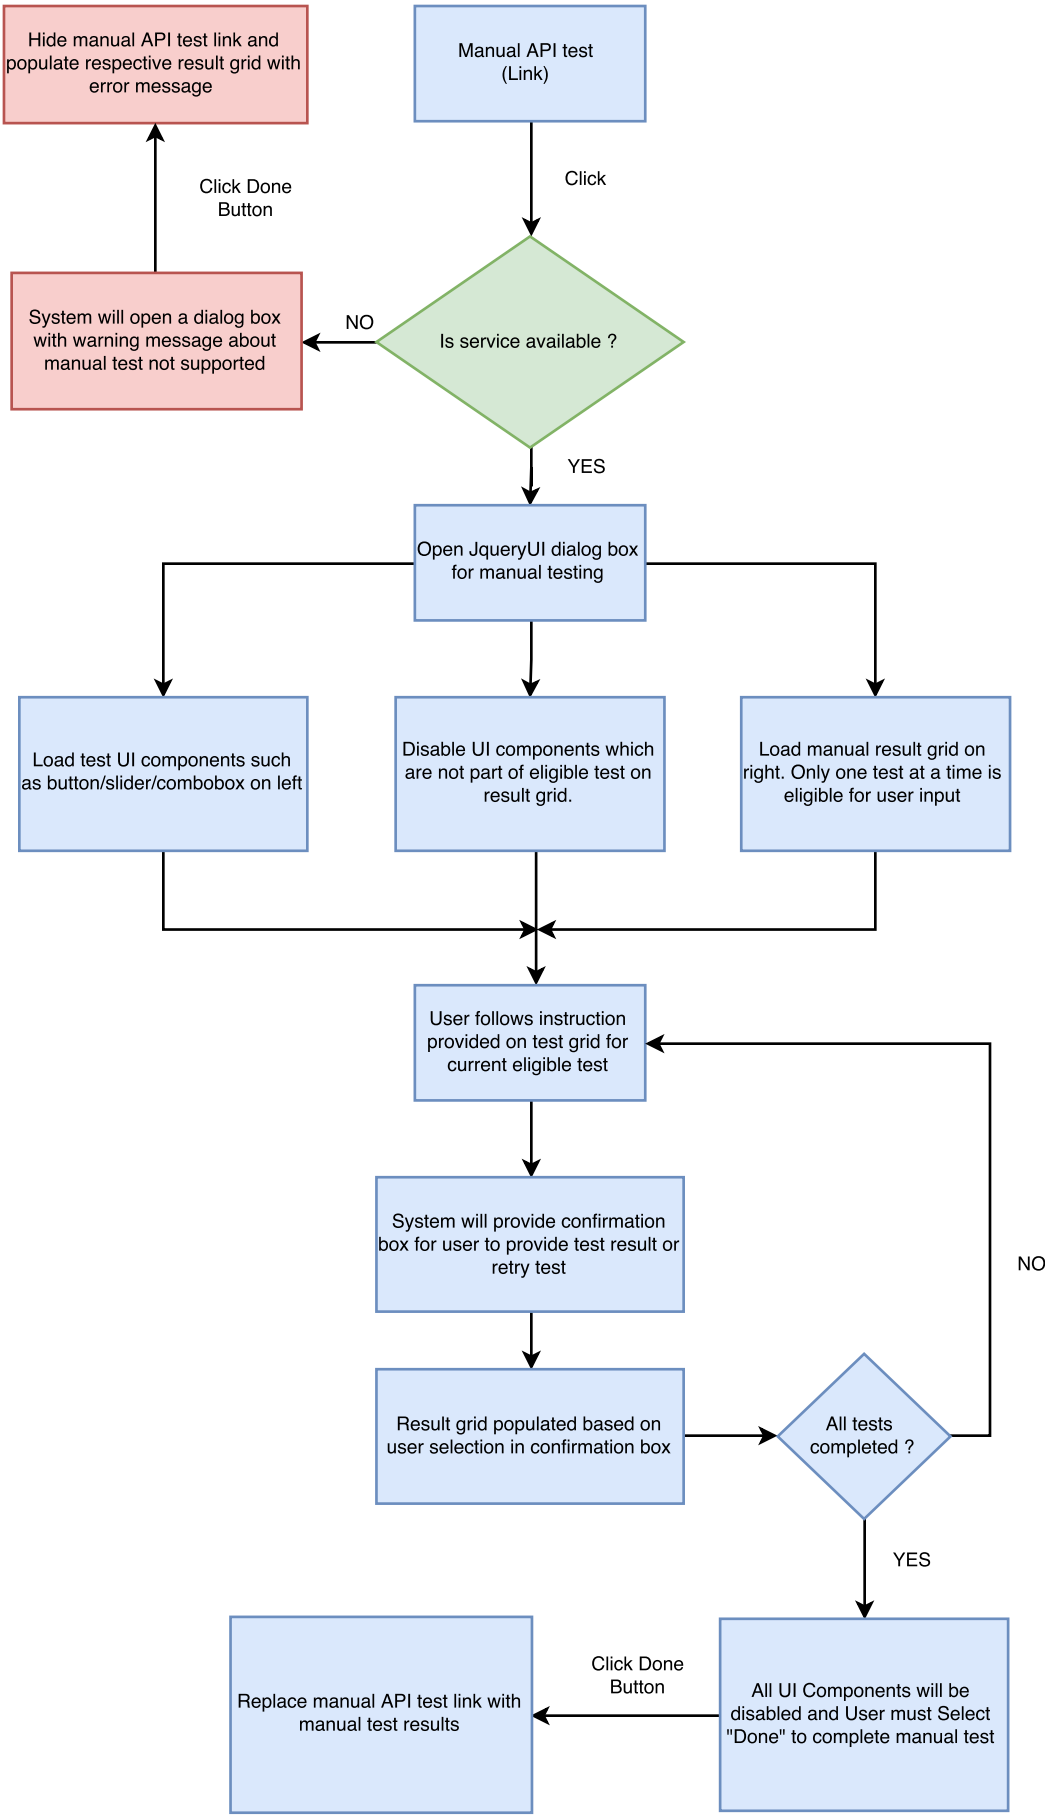 Hide manual API test link and
populate respective result grid with
error message
Manual API test
(Link)
Click Done
Button
Click
System will open a dialog box
with warning message about
manual test not supported
NO
Is service available ?
YES
Open JqueryUI dialog box
for manual testing
Load test UI components such
as button/slider/combobox on left
Disable UI components which
are not part of eligible test on
result grid.
Load manual result grid on
right. Only one test at a time is
eligible for user input
User follows instruction
provided on test grid for
current eligible test
System will provide confirmation
box for user to provide test result or
retry test
NO
Result grid populated based on
user selection in confirmation box
All tests
completed ?
YES
Replace manual API test link with
manual test results
Click Done
Button
All UI Components will be
disabled and User must Select
"Done" to complete manual test